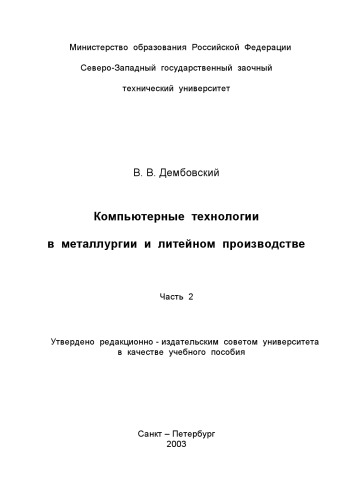 Министерство образования Российской Федерации
Северо-Западный государственный заочный
технический университет
В. В. Дембовский
Компьютерные технологии
в металлургии и литейном производстве
Часть 2
Утвердено редакционно - издательским советом университета
в качестве учебного пособия
Санкт – Петербург
2003